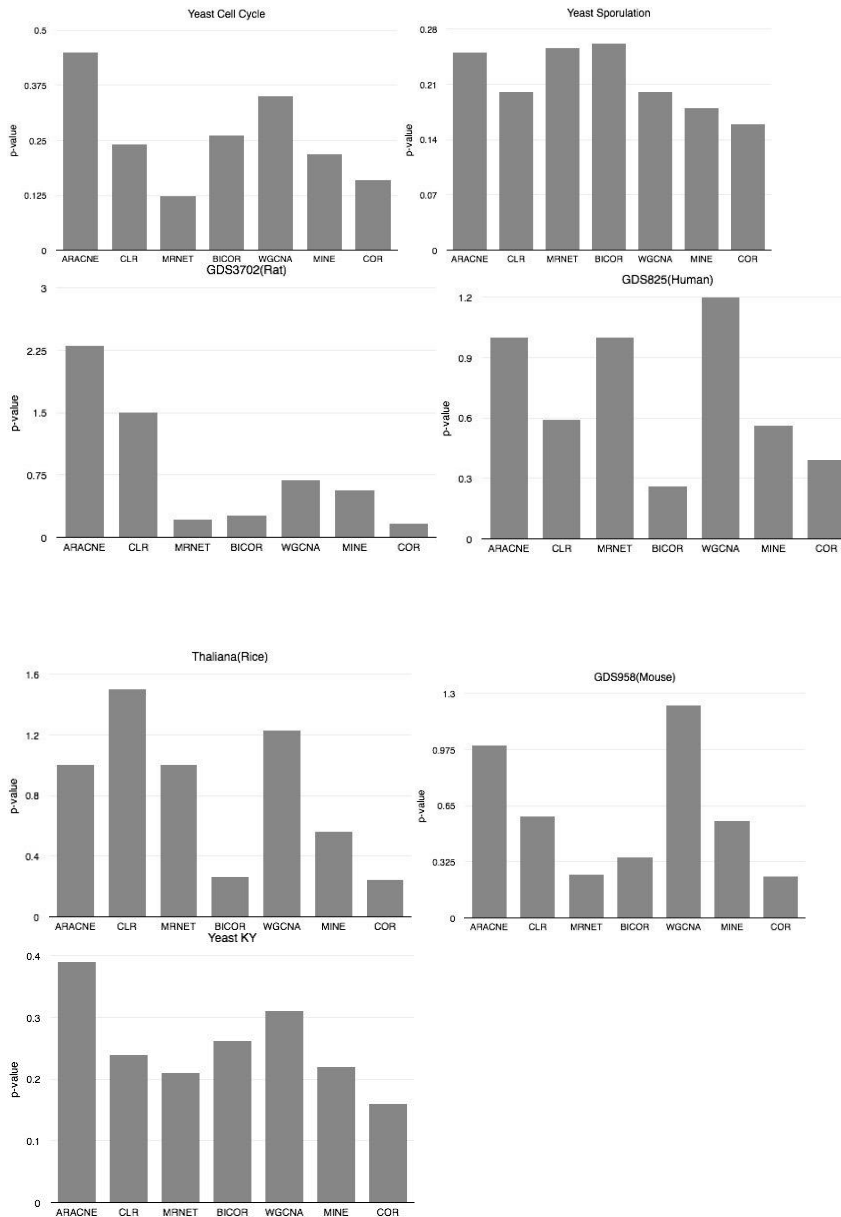 Yeast Cell Cycle
0.5
0.375
0.25
0.125
0
p-value
ARACNE CLR MRNET BICOR WGCNA MINE COR
Yeast Sporulation
0.28
0.21
0.14
0.07
0
p-value
ARACNE CLR MRNET BICOR WGCNA MINE COR
GDS3702(Rat)
3
2.25
1.5
0.75
0
p-value
ARACNE CLR MRNET BICOR WGCNA MINE COR
GDS825(Human)
1.2
0.9
0.6
0.3
0
p-value
ARACNE CLR MRNET BICOR WGCNA MINE COR
Thaliana(Rice)
1.6
1.2
0.8
0.4
0
p-value
ARACNE CLR MRNET BICOR WGCNA MINE COR
GDS958(Mouse)
1.3
0.975
0.65
0.325
0
p-value
ARACNE CLR MRNET BICOR WGCNA MINE COR
Yeast KY
0.4
0.3
0.2
0.1
0
p-value
ARACNE CLR MRNET BICOR WGCNA MINE COR